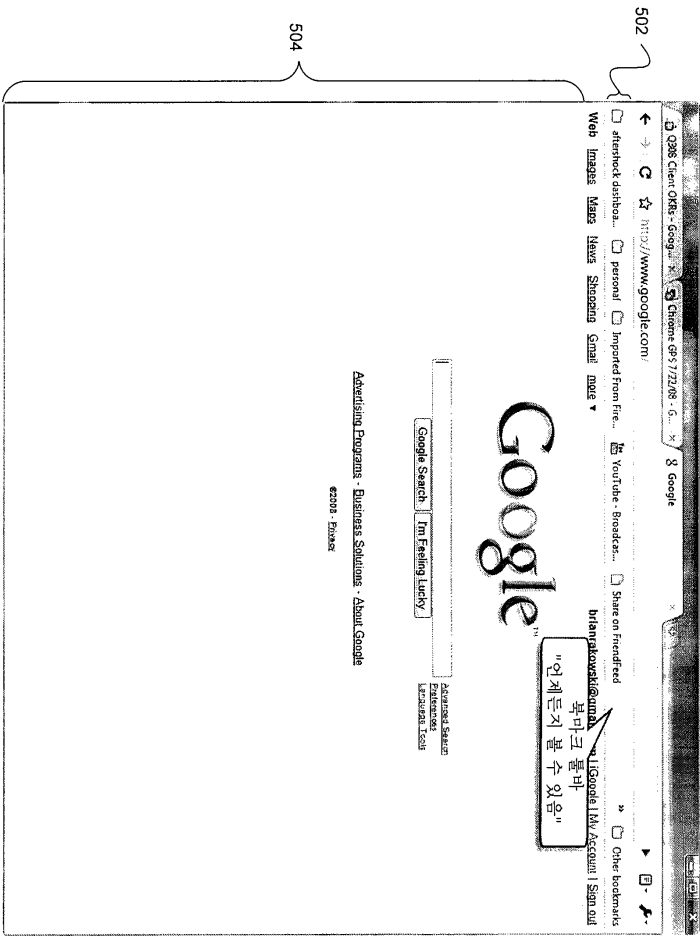 502
504
Q308 Client OKRs - Goog...
Chrome GPS 7/22/08 - G...
Google
http://www.google.com/
aftershock dashboa...
personal
Imported From Fire...
YouTube - Broadcas...
Share on FriendFeed
» Other bookmarks
Web Images Maps News Shopping Gmail more ▼
| iGoogle | My Account | Sign out
북마크 툴바
"언제든지 볼 수 있음"
Google™
Advanced Search
Preferences
Language Tools
Google Search
I'm Feeling Lucky
Advertising Programs - Business Solutions - About Google
©2008 - Privacy